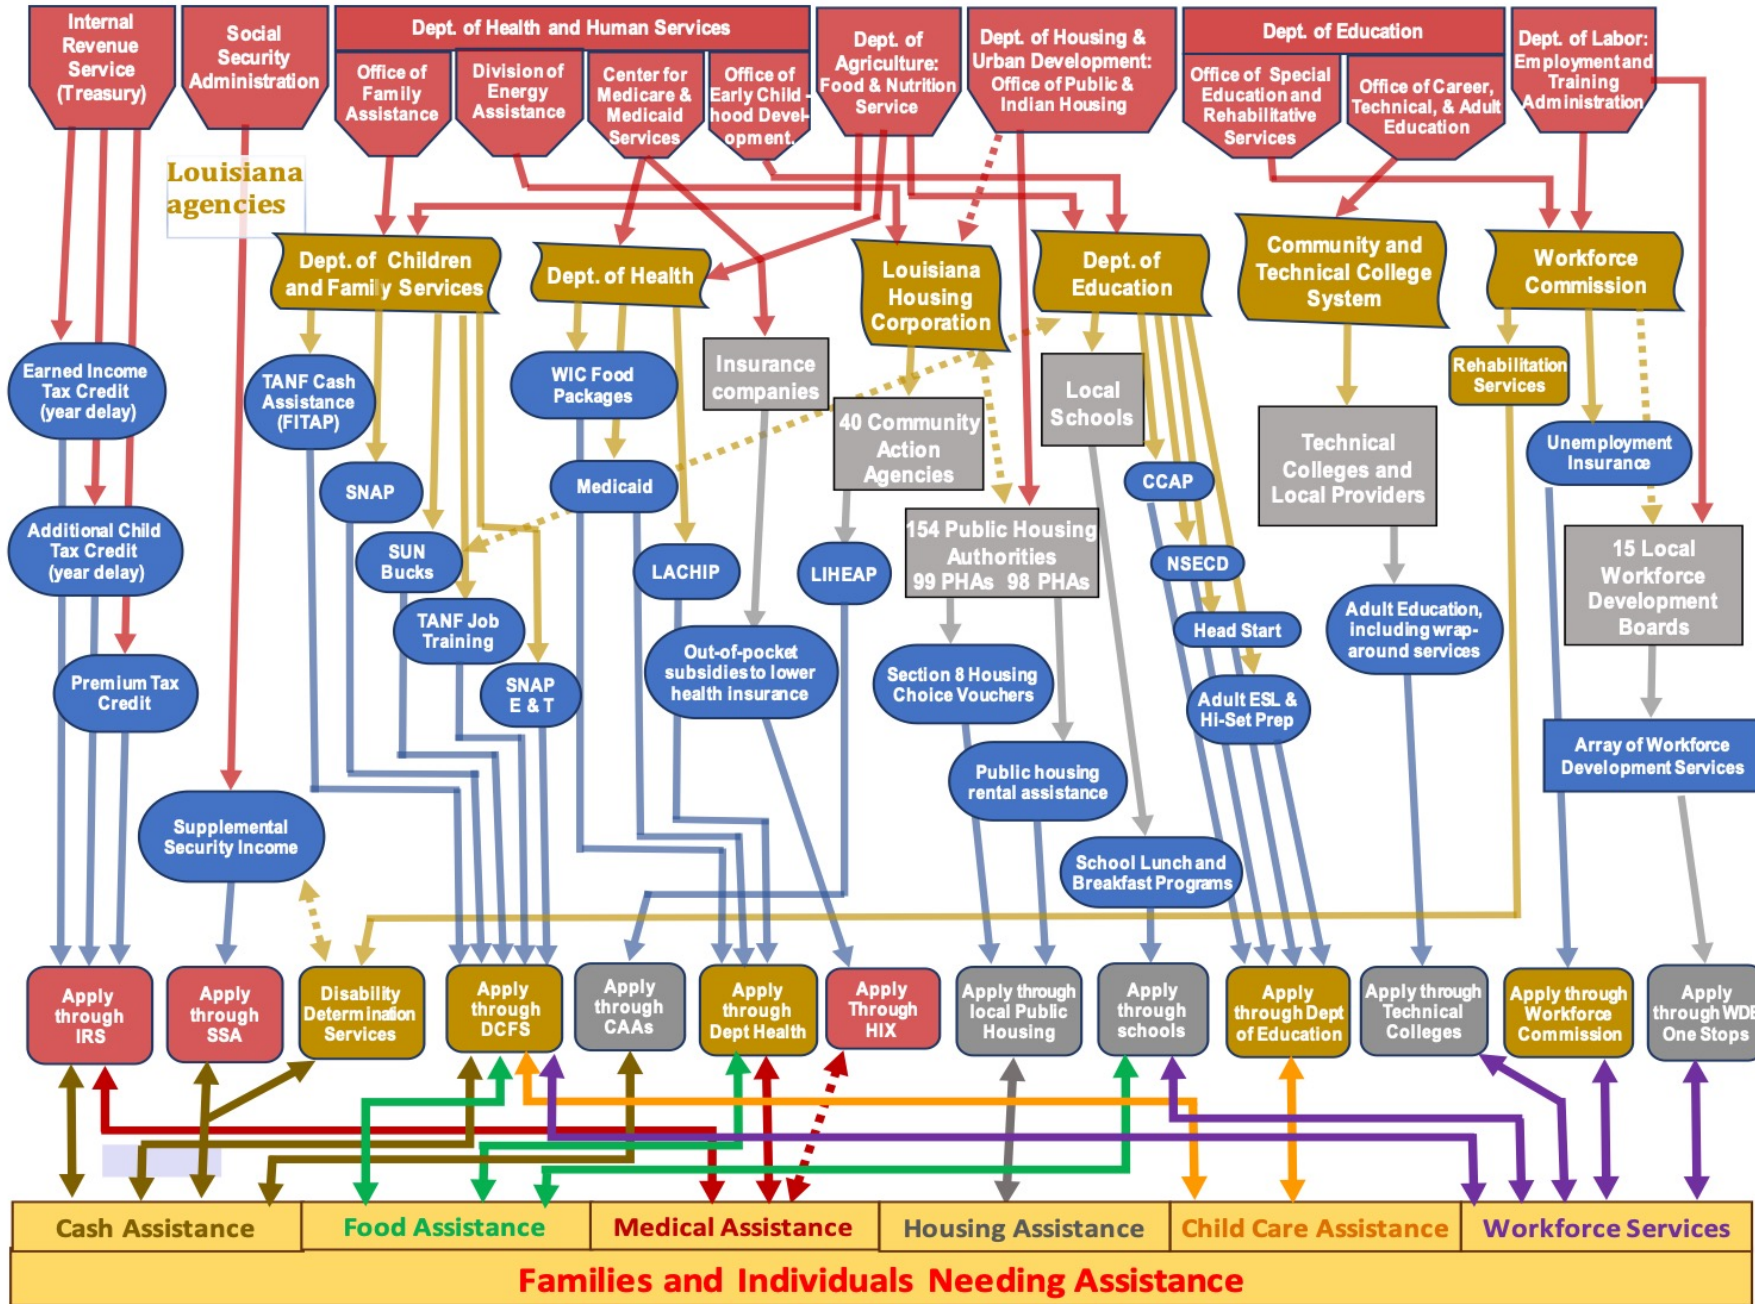 Internal
Revenue
Service
(Treasury)
Social
Security
Administration
Dept. of Health and Human Services
Office of
Family
Assistance
Division of
Energy
Assistance
Center for
Medicare &
Medicaid
Services
Office of
Early Child -
hood Devel-
opment.
Dept. of
Agriculture:
Food & Nutrition
Service
Dept. of Housing &
Urban Development:
Office of Public &
Indian Housing
Dept. of Education
Office of Special
Education and
Rehabilitative
Services
Office of Career,
Technical, & Adult
Education
Dept. of Labor:
Employment and
Training
Administration
Louisiana
agencies
Dept. of Children
and Family Services
Dept. of Health
Louisiana
Housing
Corporation
Dept. of
Education
Community and
Technical College
System
Workforce
Commission
Earned Income
Tax Credit
(year delay)
TANF Cash
Assistance
(FITAP)
WIC Food
Packages
Insurance
companies
40 Community
Action
Agencies
Local
Schools
Technical
Colleges and
Local Providers
Rehabilitation
Services
Unemployment
Insurance
SNAP
Medicaid
CCAP
Additional Child
Tax Credit
(year delay)
SUN
Bucks
LACHIP
LIHEAP
154 Public Housing
Authorities
99 PHAs 98 PHAs
NSECD
15 Local
Workforce
Development
Boards
TANF Job
Training
Head Start
Adult Education,
including wrap-
around services
Premium Tax
Credit
SNAP
E & T
Out-of-pocket
subsidies to lower
health insurance
Section 8 Housing
Choice Vouchers
Adult ESL &
Hi-Set Prep
Array of Workforce
Development Services
Public housing
rental assistance
Supplemental
Security Income
School Lunch and
Breakfast Programs
Apply
through
IRS
Apply
through
SSA
Disability
Determination
Services
Apply
through
DCFS
Apply
through
CAAs
Apply
through
Dept Health
Apply
Through
HIX
Apply through
local Public
Housing
Apply
through
schools
Apply
through Dept
of Education
Apply through
Technical
Colleges
Apply through
Workforce
Commission
Apply
through WDB
One Stops
Cash Assistance
Food Assistance
Medical Assistance
Housing Assistance
Child Care Assistance
Workforce Services
Families and Individuals Needing Assistance